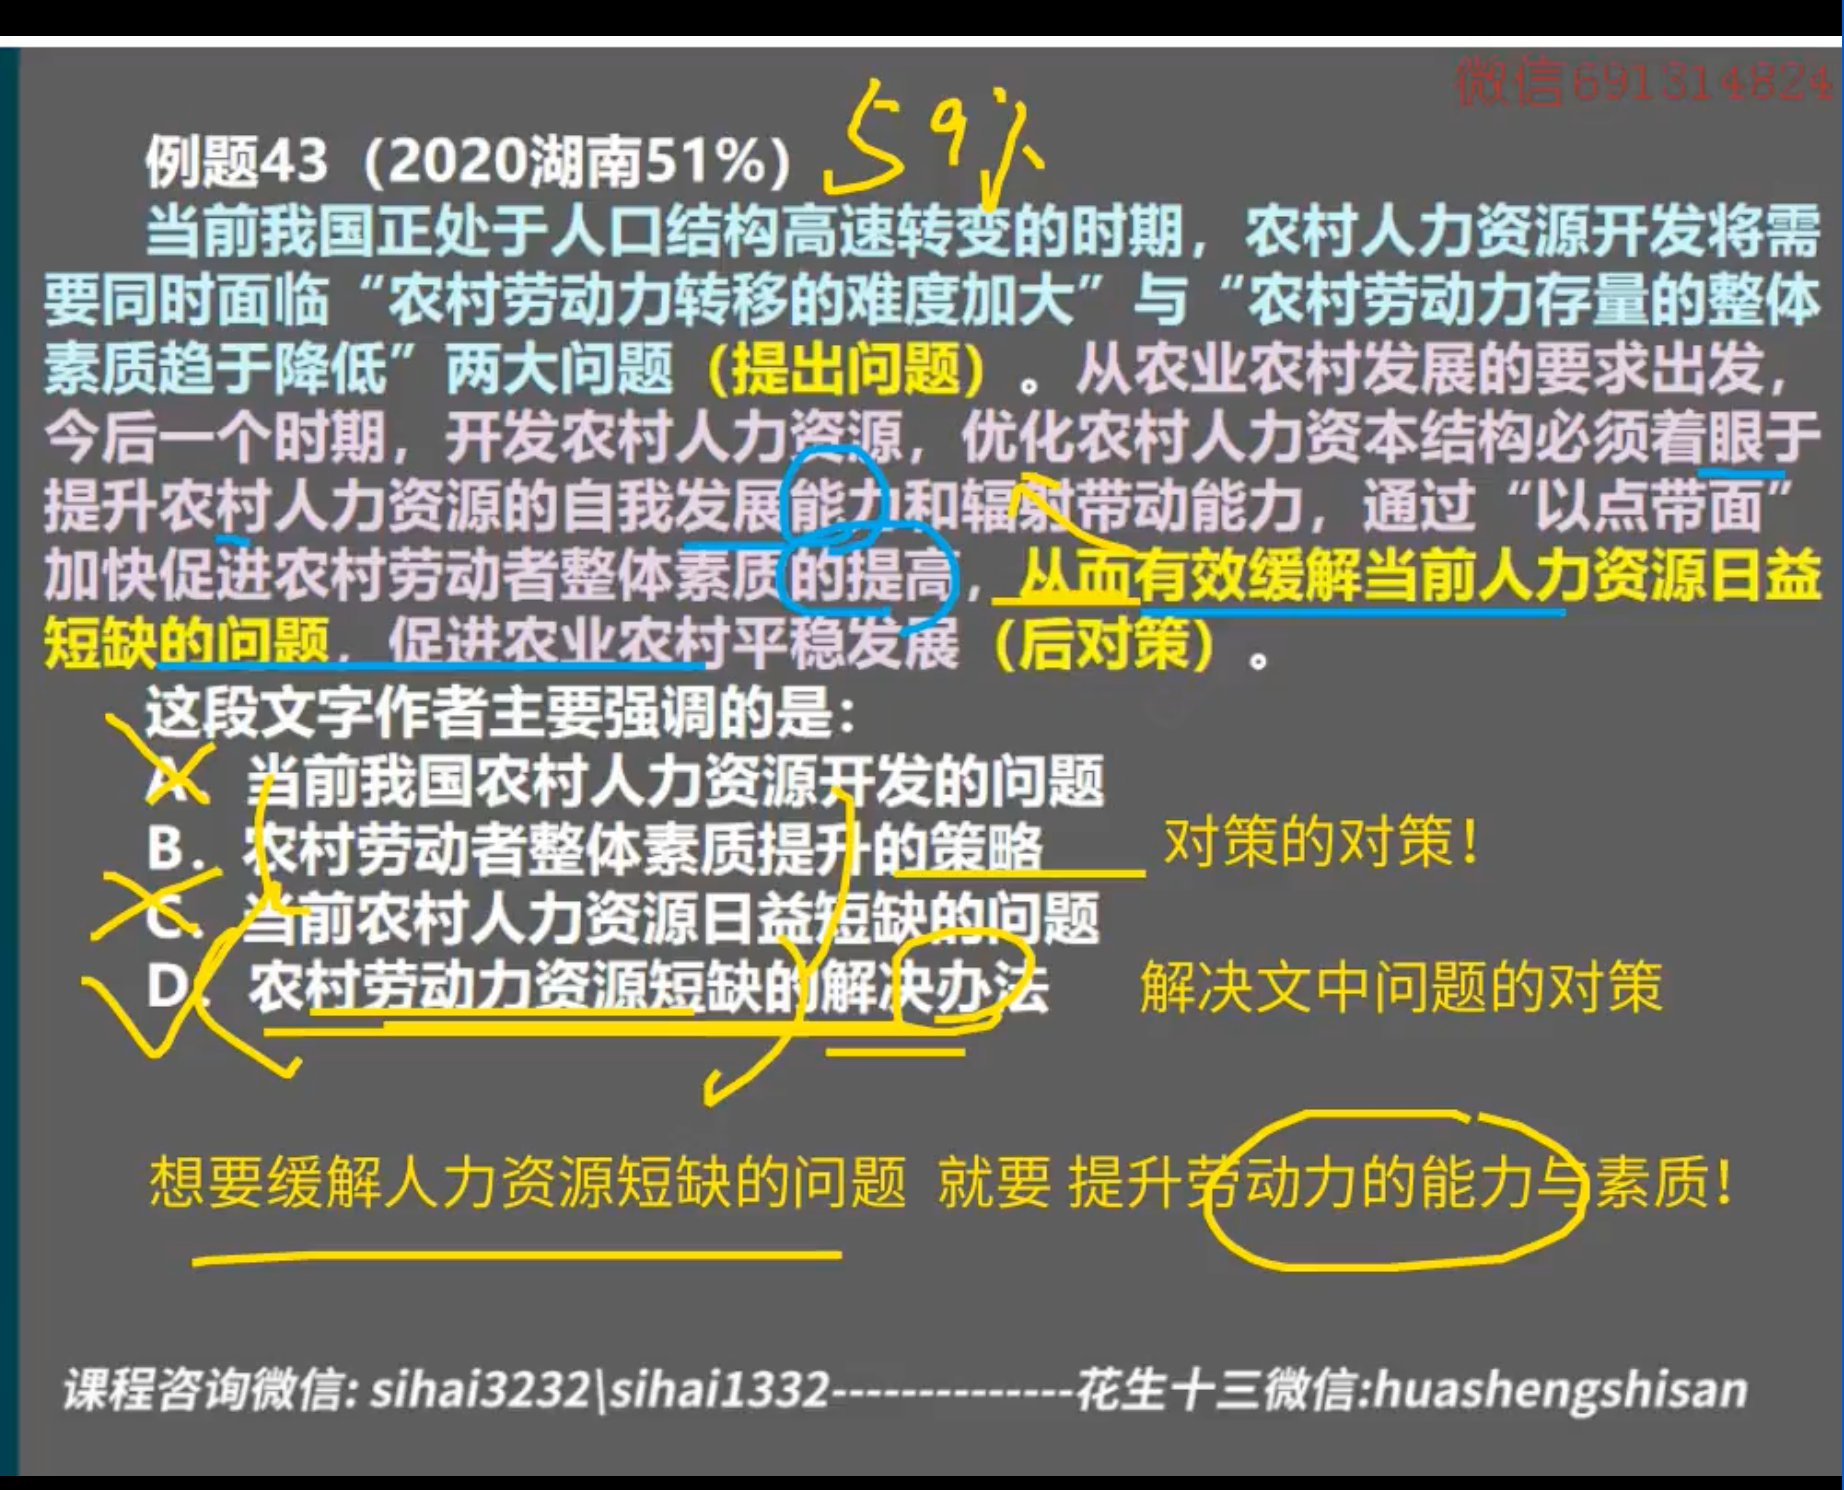 微信691314824
例题43（2020湖南51%） 59%
当前我国正处于人口结构高速转变的时期，农村人力资源开发将需
要同时面临“农村劳动力转移的难度加大”与“农村劳动力存量的整体
素质趋于降低”两大问题（提出问题）。从农业农村发展的要求出发，
今后一个时期，开发农村人力资源，优化农村人力资本结构必须着眼于
提升农村人力资源的自我发展能力和辐射带动能力，通过“以点带面”
加快促进农村劳动者整体素质的提高，从而有效缓解当前人力资源日益
短缺的问题，促进农业农村平稳发展（后对策）。
这段文字作者主要强调的是：
A．当前我国农村人力资源开发的问题
B．农村劳动者整体素质提升的策略 对策的对策！
C．当前农村人力资源日益短缺的问题
D．农村劳动力资源短缺的解决办法 解决文中问题的对策
想要缓解人力资源短缺的问题 就要 提升劳动力的能力与素质！
课程咨询微信: sihai3232\sihai1332--------------花生十三微信:huashengshisan